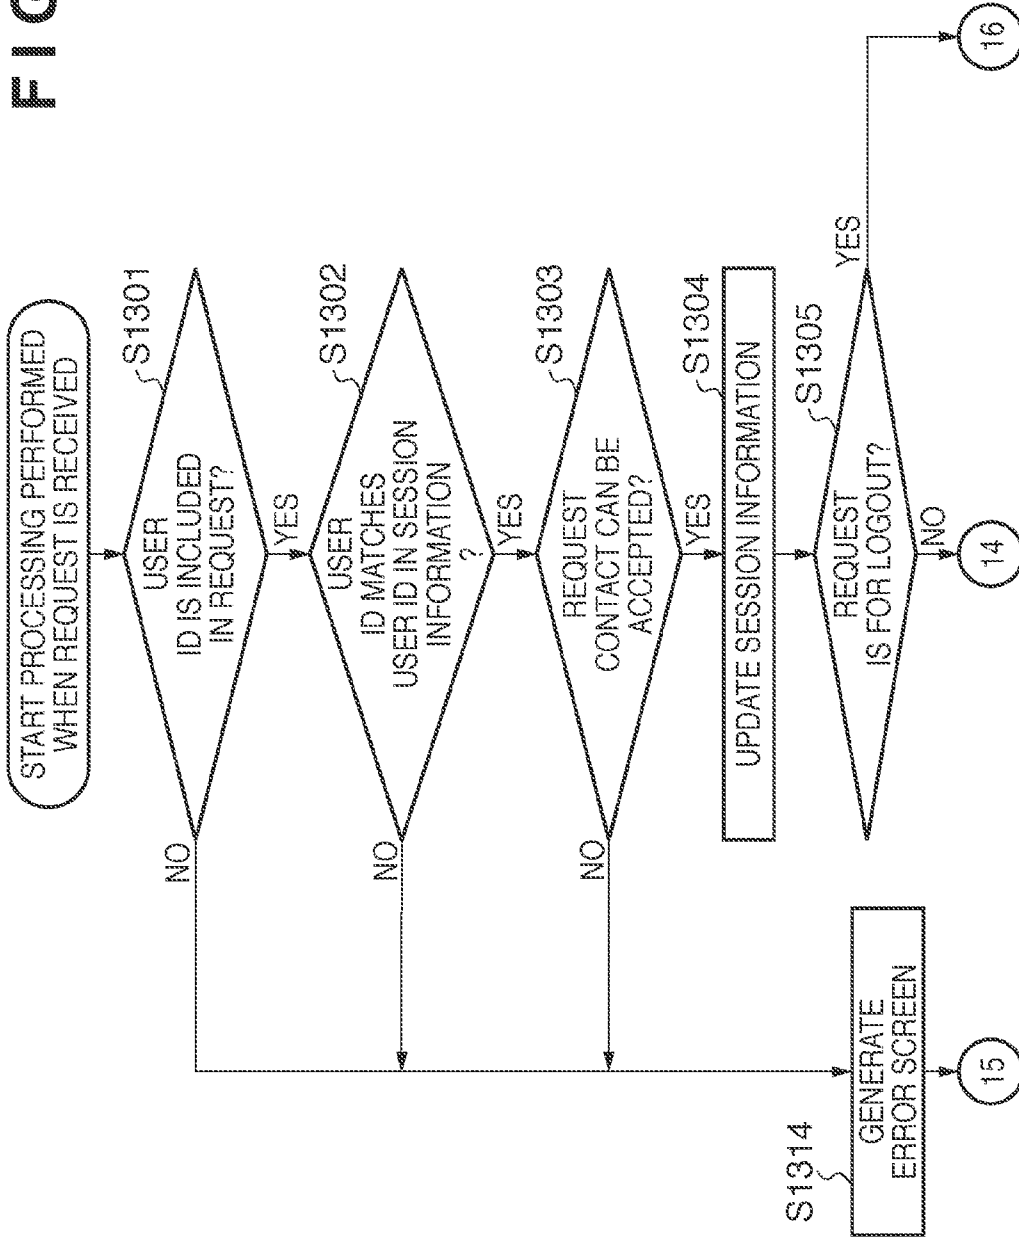 FIG
START PROCESSING PERFORMED
WHEN REQUEST IS RECEIVED
S1301
USER
ID IS INCLUDED
IN REQUEST?
NO
YES
S1302
USER
ID MATCHES
USER ID IN SESSION
INFORMATION
?
NO
YES
S1303
REQUEST
CONTACT CAN BE
ACCEPTED?
NO
YES
S1304
UPDATE SESSION INFORMATION
S1305
REQUEST
IS FOR LOGOUT?
YES
NO
S1314
GENERATE
ERROR SCREEN
15
14
16